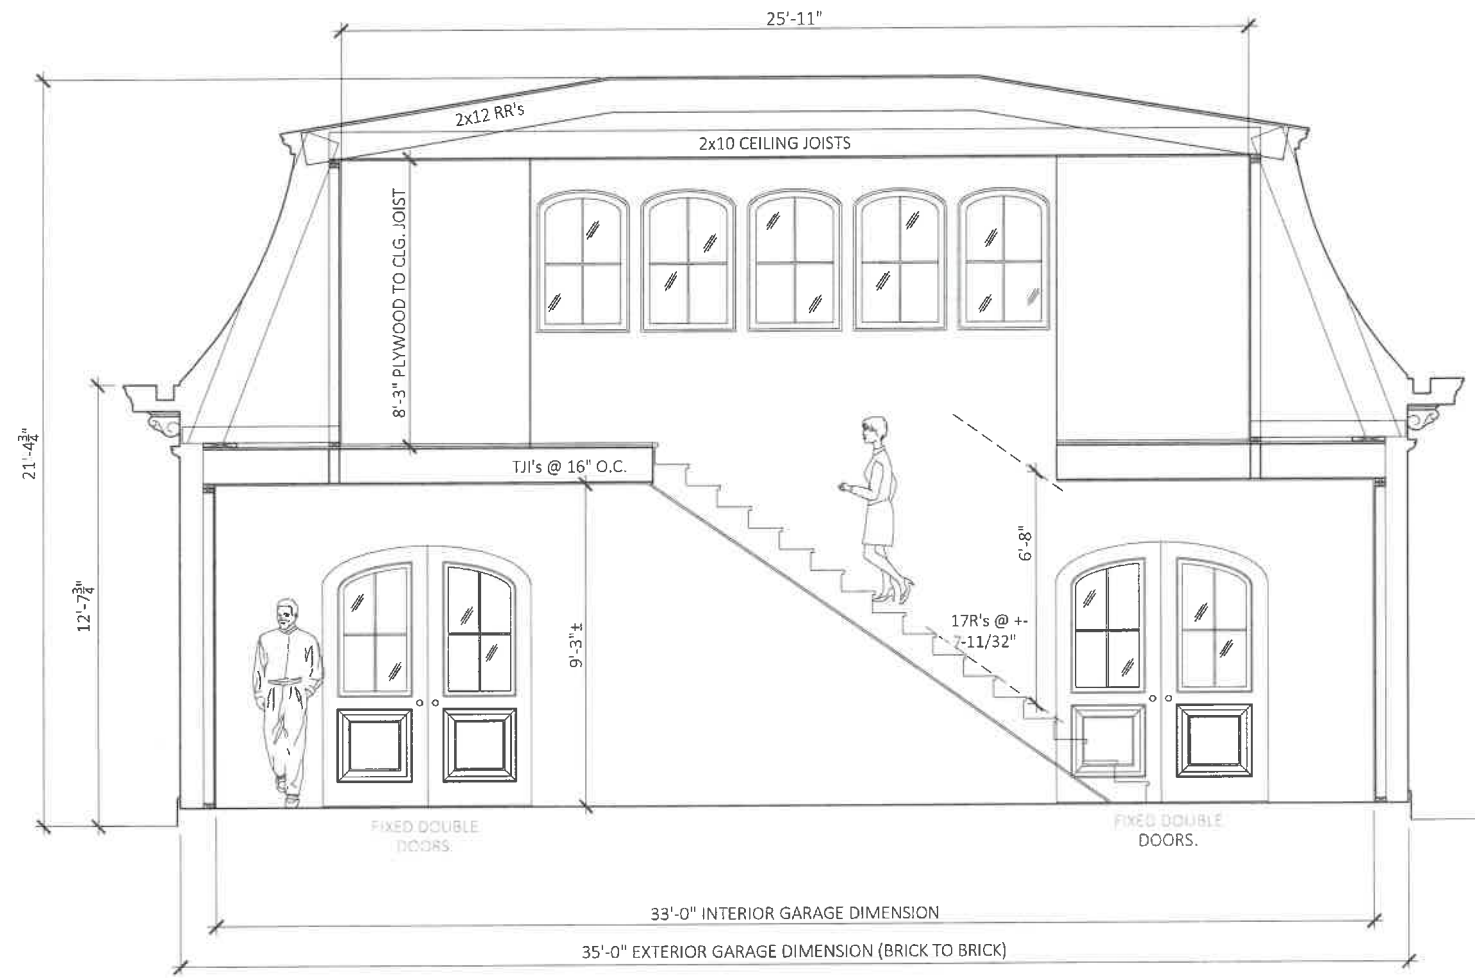 25'-11"
2x12 RR's
2x10 CEILING JOISTS
8'-3" PLYWOOD TO CLG. JOIST
21'-4¾"
TJI's @ 16" O.C.
12'-7¾"
9'-3"±
6'-8"
17R's @ +-
7-11/32"
FIXED DOUBLE
DOORS.
FIXED DOUBLE
DOORS.
33'-0" INTERIOR GARAGE DIMENSION
35'-0" EXTERIOR GARAGE DIMENSION (BRICK TO BRICK)